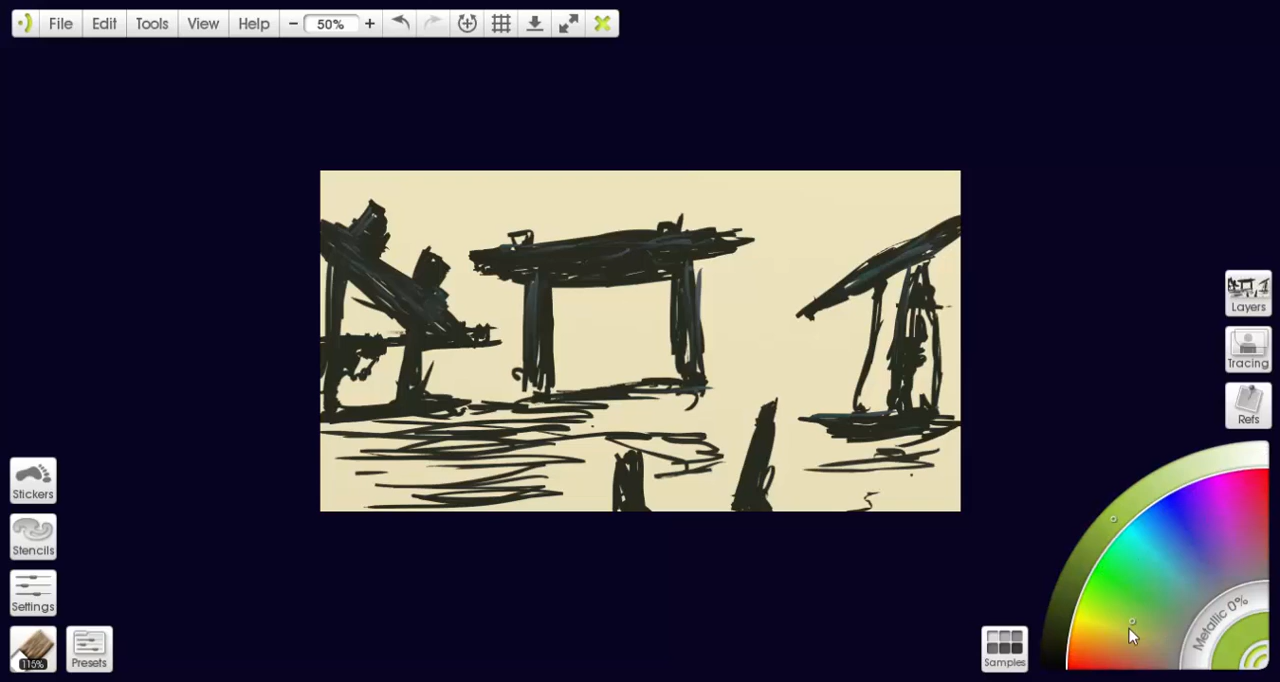 File Edit Tools View Help − 50% +
Layers
Tracing
Refs
Stickers
Stencils
Settings
115%
Presets
Samples
Metallic 0%